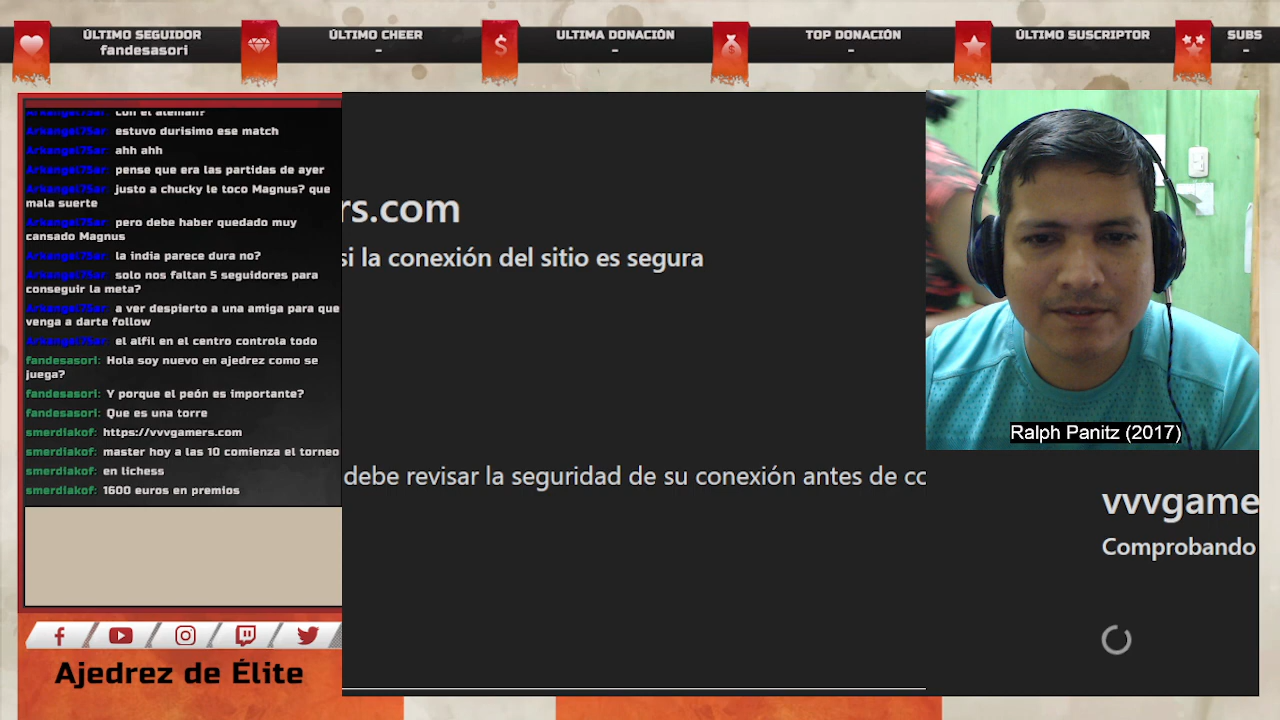 ÚLTIMO SEGUIDOR
fandesasori
ÚLTIMO CHEER
-
ULTIMA DONACIÓN
-
TOP DONACIÓN
-
ÚLTIMO SUSCRIPTOR
SUBS
-
Arkangel75ar: con el aleman?
Arkangel75ar: estuvo durisimo ese match
Arkangel75ar: ahh ahh
Arkangel75ar: pense que era las partidas de ayer
Arkangel75ar: justo a chucky le toco Magnus? que
mala suerte
Arkangel75ar: pero debe haber quedado muy
cansado Magnus
Arkangel75ar: la india parece dura no?
Arkangel75ar: solo nos faltan 5 seguidores para
conseguir la meta?
Arkangel75ar: a ver despierto a una amiga para que
venga a darte follow
Arkangel75ar: el alfil en el centro controla todo
fandesasori: Hola soy nuevo en ajedrez como se
juega?
fandesasori: Y porque el peón es importante?
fandesasori: Que es una torre
smerdiakof: https://vvvgamers.com
smerdiakof: master hoy a las 10 comienza el torneo
smerdiakof: en lichess
smerdiakof: 1600 euros en premios
Ajedrez de Élite
rs.com
si la conexión del sitio es segura
debe revisar la seguridad de su conexión antes de co
Ralph Panitz (2017)
vvvgame
Comprobando